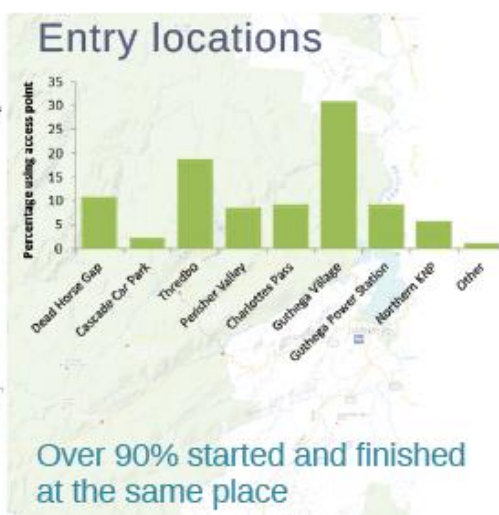 Entry locations
Percentage using access point
35
30
25
20
15
10
5
0
Dead Horse Gap
Cascade Car Park
Thredbo
Perisher Valley
Charlottes Pass
Guthega Village
Guthega Power Station
Northern KNP
Other
Over 90% started and finished
at the same place